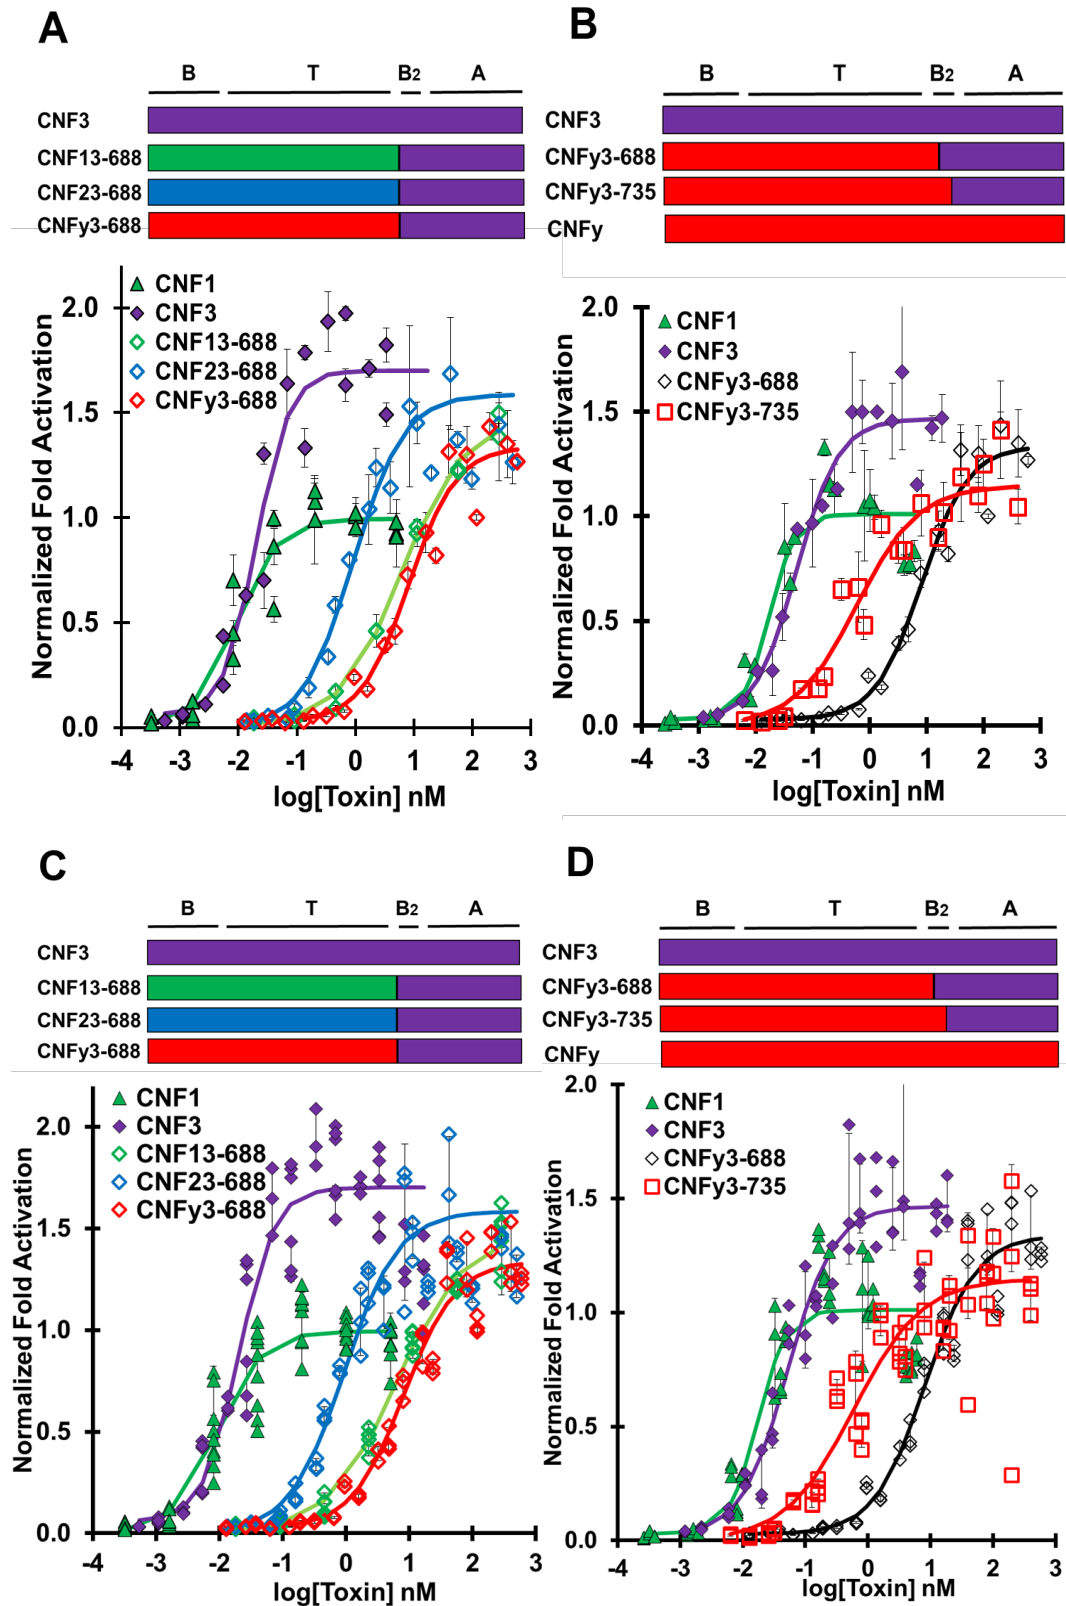 A
B T B2 A
CNF3
CNF13-688
CNF23-688
CNFy3-688
CNF1
CNF3
CNF13-688
CNF23-688
CNFy3-688
Normalized Fold Activation
2.0
1.5
1.0
0.5
0.0
-4 -3 -2 -1 0 1 2 3
log[Toxin] nM
B
B T B2 A
CNF3
CNFy3-688
CNFy3-735
CNFy
CNF1
CNF3
CNFy3-688
CNFy3-735
Normalized Fold Activation
2.0
1.5
1.0
0.5
0.0
-4 -3 -2 -1 0 1 2 3
log[Toxin] nM
C
B T B2 A
CNF3
CNF13-688
CNF23-688
CNFy3-688
CNF1
CNF3
CNF13-688
CNF23-688
CNFy3-688
Normalized Fold Activation
2.0
1.5
1.0
0.5
0.0
-4 -3 -2 -1 0 1 2 3
log[Toxin] nM
D
B T B2 A
CNF3
CNFy3-688
CNFy3-735
CNFy
CNF1
CNF3
CNFy3-688
CNFy3-735
Normalized Fold Activation
2.0
1.5
1.0
0.5
0.0
-4 -3 -2 -1 0 1 2 3
log[Toxin] nM